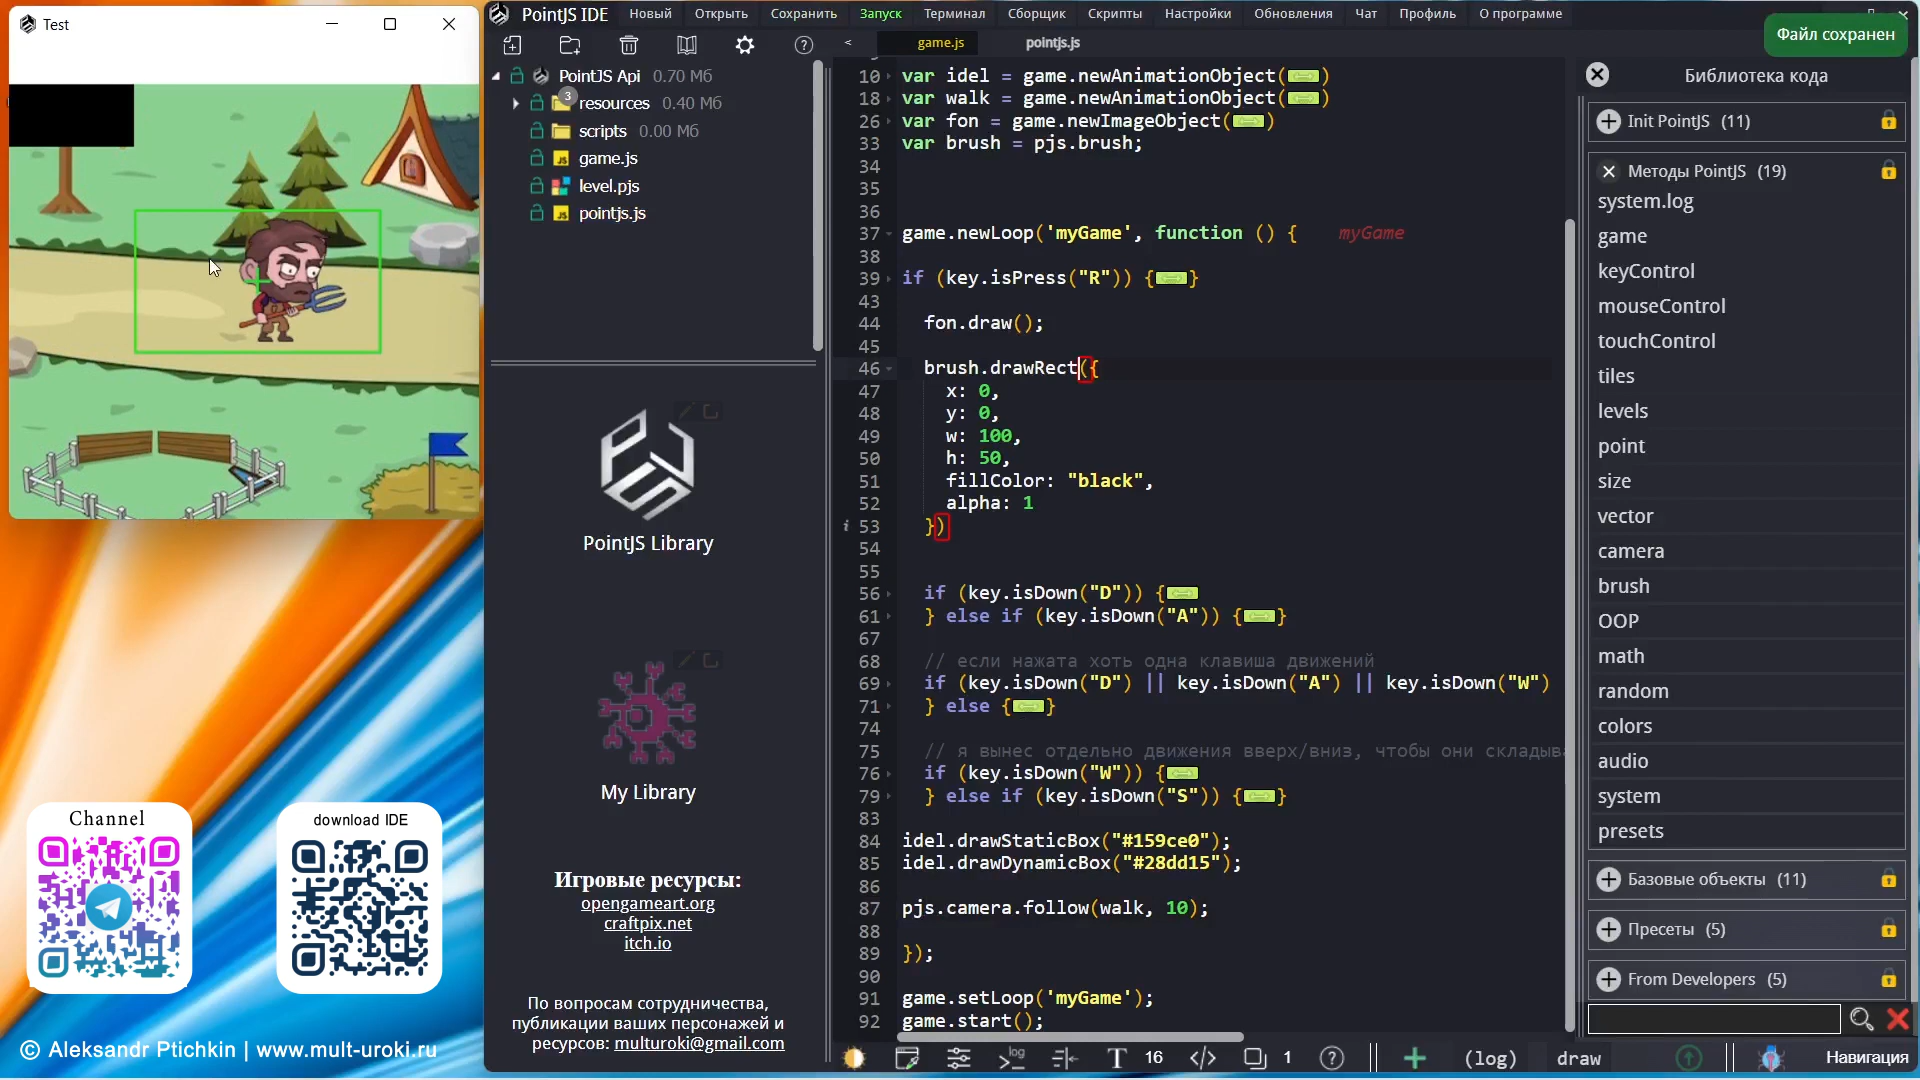 Test
PointJS IDE
Новый
Открыть
Сохранить
Запуск
Терминал
Сборщик
Скрипты
Настройки
Обновления
Чат
Профиль
О программе
Файл сохранен
<
game.js
pointjs.js
PointJS Api 0.70 Мб
3
resources 0.40 Мб
scripts 0.00 Мб
game.js
level.pjs
pointjs.js
PointJS Library
My Library
Игровые ресурсы:
opengameart.org
craftpix.net
itch.io
По вопросам сотрудничества,
публикации ваших персонажей и
ресурсов: multuroki@gmail.com
10 var idel = game.newAnimationObject()
18 var walk = game.newAnimationObject()
26 var fon = game.newImageObject()
33 var brush = pjs.brush;
34
35
36
37 game.newLoop('myGame', function () { myGame
38
39 if (key.isPress("R")) {}
43
44 fon.draw();
45
46 brush.drawRect({
47 x: 0,
48 y: 0,
49 w: 100,
50 h: 50,
51 fillColor: "black",
52 alpha: 1
53 })
54
55
56 if (key.isDown("D")) {
61 } else if (key.isDown("A")) {}
67
68 // если нажата хоть одна клавиша движений
69 if (key.isDown("D") || key.isDown("A") || key.isDown("W")
71 } else {}
74
75 // я вынес отдельно движения вверх/вниз, чтобы они складыва
76 if (key.isDown("W")) {
79 } else if (key.isDown("S")) {}
83
84 idel.drawStaticBox("#159ce0");
85 idel.drawDynamicBox("#28dd15");
86
87 pjs.camera.follow(walk, 10);
88
89 });
90
91 game.setLoop('myGame');
92 game.start();
Библиотека кода
Init PointJS (11)
Методы PointJS (19)
system.log
game
keyControl
mouseControl
touchControl
tiles
levels
point
size
vector
camera
brush
OOP
math
random
colors
audio
system
presets
Базовые объекты (11)
Пресеты (5)
From Developers (5)
log
T 16
</>
1
(log)
draw
Навигация
Channel
download IDE
© Aleksandr Ptichkin | www.mult-uroki.ru